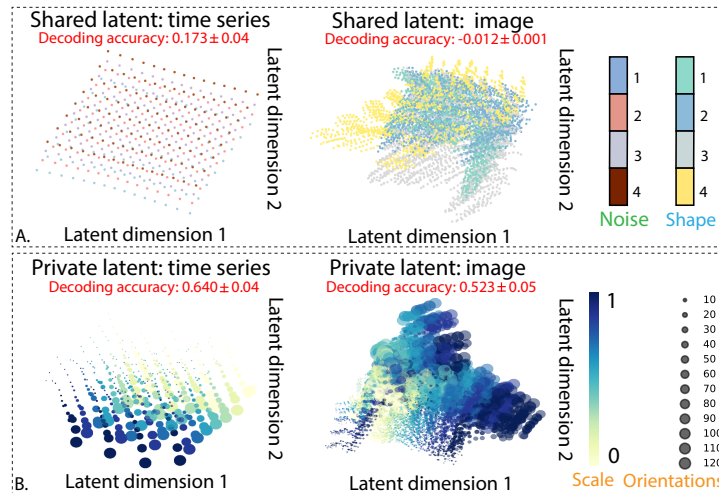 Shared latent: time series
Decoding accuracy: 0.173 ± 0.04
Latent dimension 1
Latent dimension 2
Shared latent: image
Decoding accuracy: -0.012 ± 0.001
Latent dimension 1
Latent dimension 2
1
2
3
4
Noise
1
2
3
4
Shape
A.
Private latent: time series
Decoding accuracy: 0.640 ± 0.04
Latent dimension 1
Latent dimension 2
Private latent: image
Decoding accuracy: 0.523 ± 0.05
Latent dimension 1
Latent dimension 2
1
0
Scale
10
20
30
40
50
60
70
80
90
100
110
120
Orientations
B.